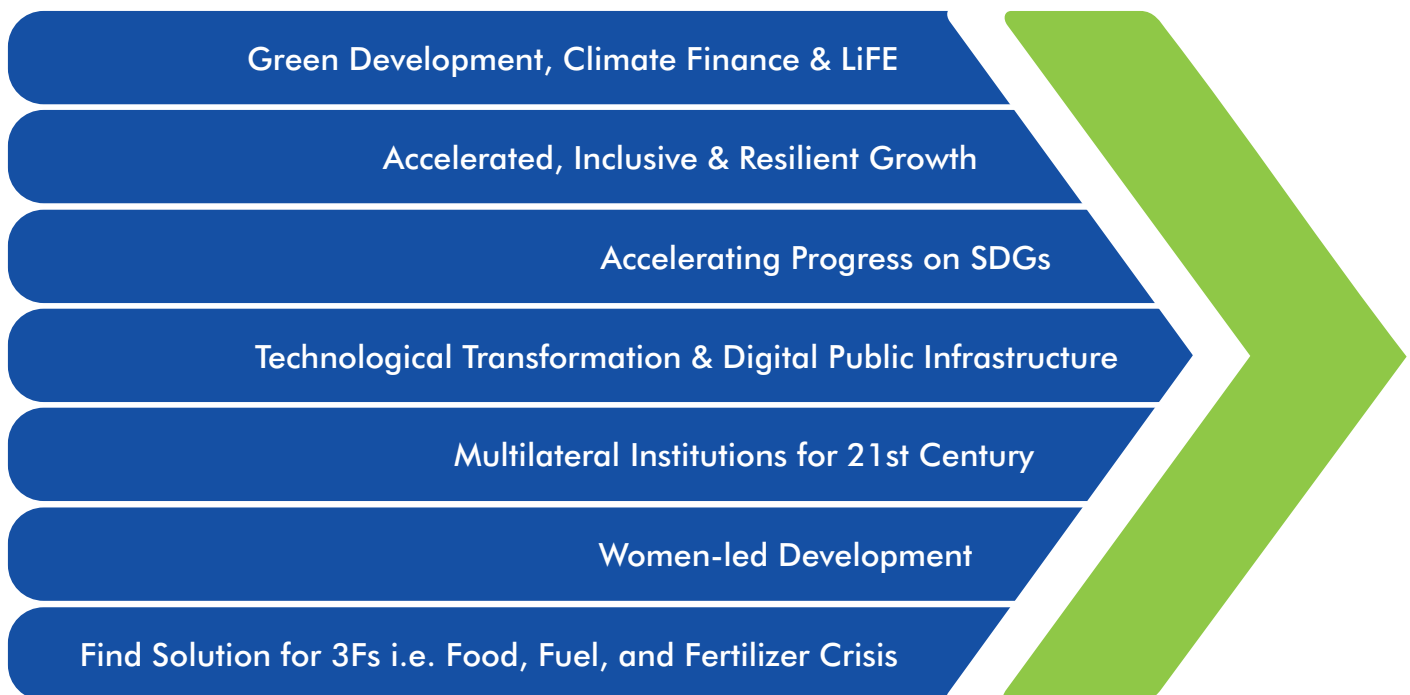 Green Development, Climate Finance & LiFE
Accelerated, Inclusive & Resilient Growth
Accelerating Progress on SDGs
Technological Transformation & Digital Public Infrastructure
Multilateral Institutions for 21st Century
Women-led Development
Find Solution for 3Fs i.e. Food, Fuel, and Fertilizer Crisis